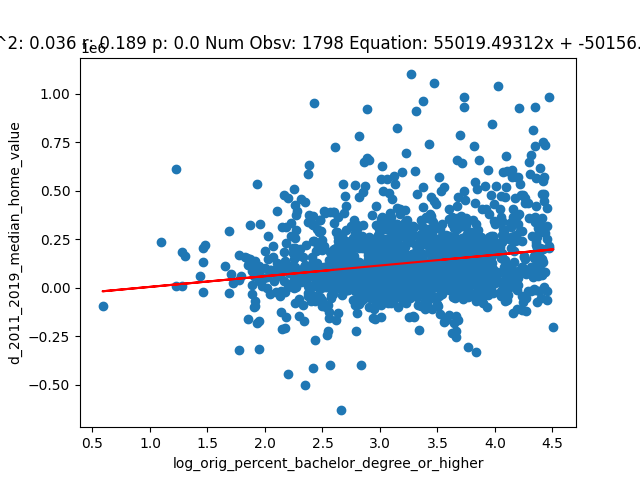 ^2: 0.036 r: 0.189 p: 0.0 Num Obsv: 1798 Equation: 55019.49312x + -50156.
1e6
1.00
0.75
0.50
0.25
0.00
−0.25
−0.50
d_2011_2019_median_home_value
0.5 1.0 1.5 2.0 2.5 3.0 3.5 4.0 4.5
log_orig_percent_bachelor_degree_or_higher